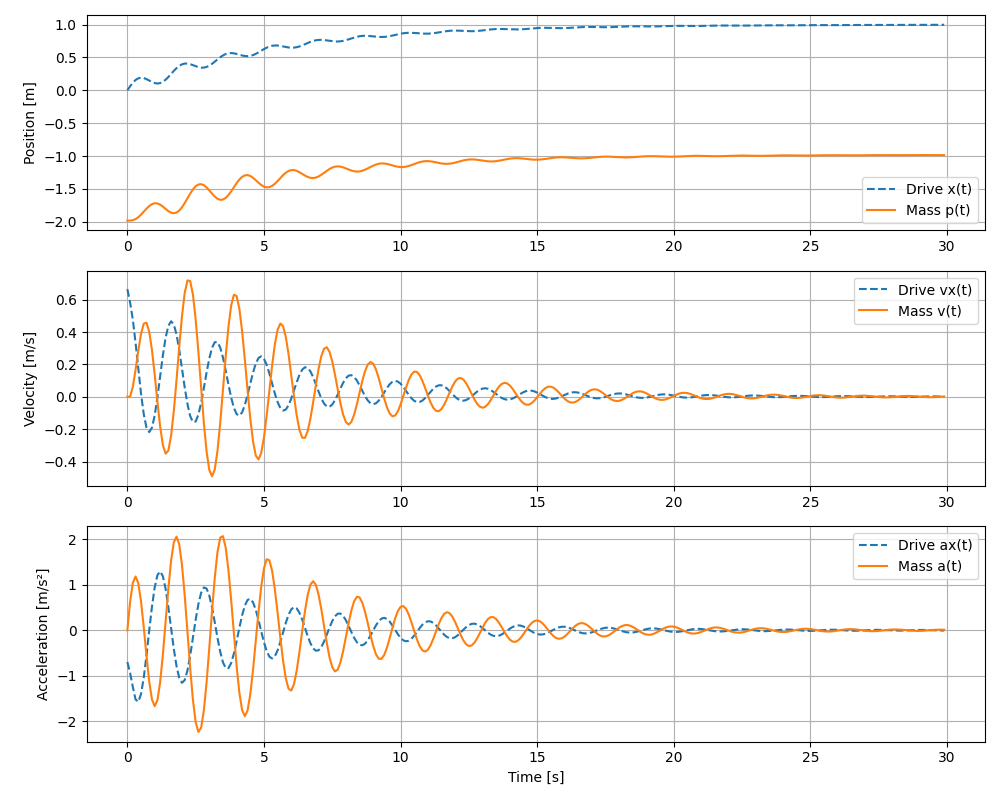 1.0
0.5
0.0
−0.5
−1.0
−1.5
−2.0
Position [m]
Drive x(t)
Mass p(t)
0 5 10 15 20 25 30
0.6
0.4
0.2
0.0
−0.2
−0.4
Velocity [m/s]
Drive vx(t)
Mass v(t)
0 5 10 15 20 25 30
2
1
0
−1
−2
Acceleration [m/s²]
Drive ax(t)
Mass a(t)
0 5 10 15 20 25 30
Time [s]